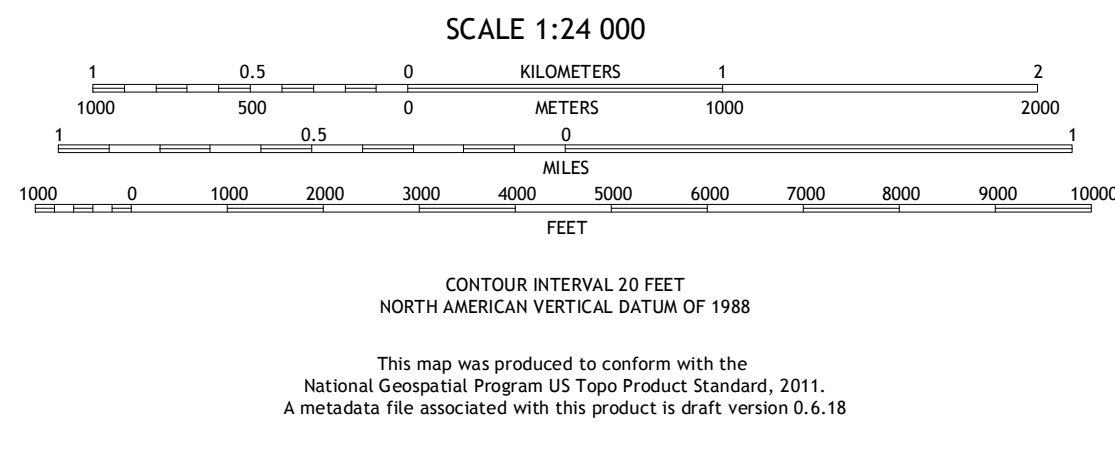 SCALE 1:24 000
1 0.5 0 KILOMETERS 1 2
1000 500 0 METERS 1000 2000
1 0.5 0 1
MILES
1000 0 1000 2000 3000 4000 5000 6000 7000 8000 9000 10000
FEET
CONTOUR INTERVAL 20 FEET
NORTH AMERICAN VERTICAL DATUM OF 1988
This map was produced to conform with the
National Geospatial Program US Topo Product Standard, 2011.
A metadata file associated with this product is draft version 0.6.18